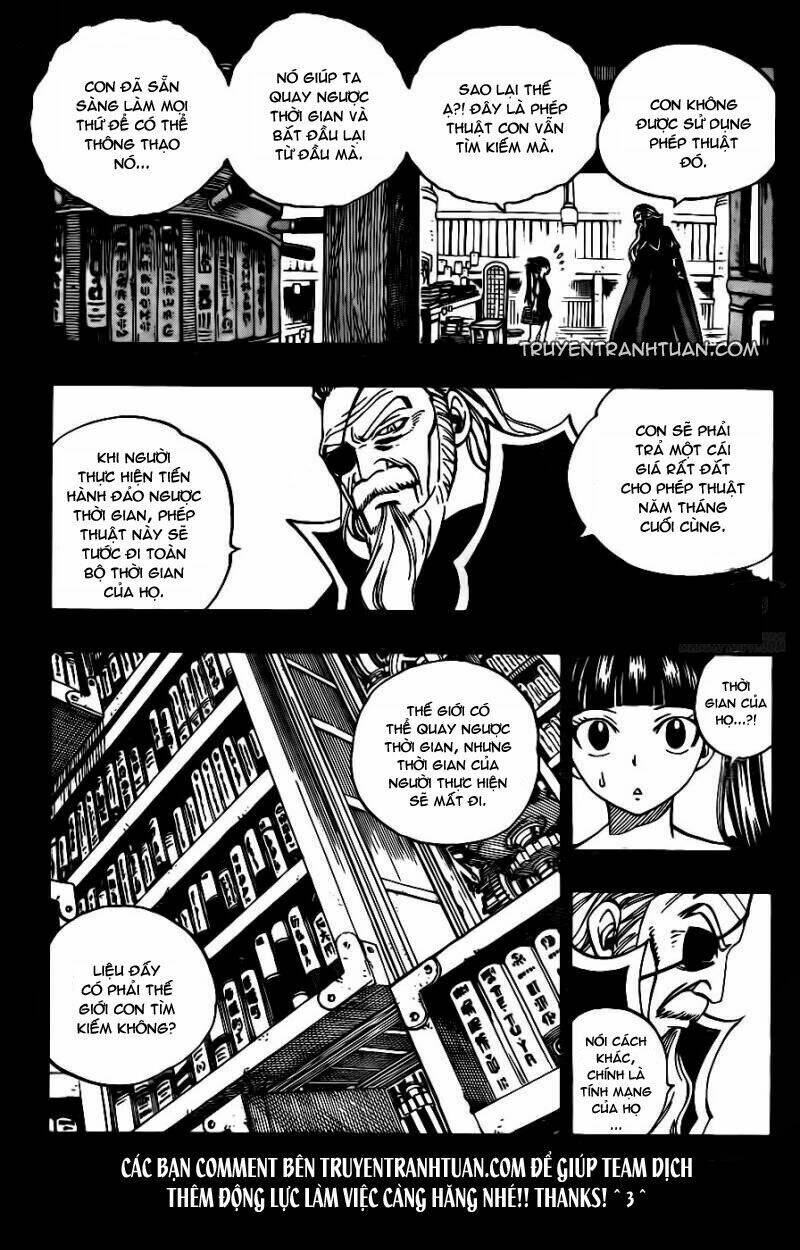 CON KHÔNG
ĐƯỢC SỬ DỤNG
PHÉP THUẬT
ĐÓ.
SAO LẠI THẾ
Ạ?! ĐÂY LÀ PHÉP
THUẬT CON VẪN
TÌM KIẾM MÀ.
NÓ GIÚP TA
QUAY NGƯỢC
THỜI GIAN VÀ
BẮT ĐẦU LẠI
TỪ ĐẦU MÀ.
CON ĐÃ SẴN
SÀNG LÀM MỌI
THỨ ĐỂ CÓ THỂ
THÔNG THẠO
NÓ...
TRUYENTRANHTUAN.COM
CON SẼ PHẢI
TRẢ MỘT CÁI
GIÁ RẤT ĐẤT
CHO PHÉP THUẬT
NĂM THÁNG
CUỐI CÙNG.
KHI NGƯỜI
THỰC HIỆN TIẾN
HÀNH ĐẢO NGƯỢC
THỜI GIAN, PHÉP
THUẬT NÀY SẼ
TƯỚC ĐI TOÀN
BỘ THỜI GIAN
CỦA HỌ.
THỜI
GIAN CỦA
HỌ...?!
THẾ GIỚI CÓ
THỂ QUAY NGƯỢC
THỜI GIAN, NHƯNG
THỜI GIAN CỦA
NGƯỜI THỰC HIỆN
SẼ MẤT ĐI.
NÓI CÁCH
KHÁC,
CHÍNH LÀ
TÍNH MẠNG
CỦA HỌ
...
LIỆU ĐẤY
CÓ PHẢI THẾ
GIỚI CON TÌM
KIẾM KHÔNG?
CÁC BẠN COMMENT BÊN TRUYENTRANHTUAN.COM ĐỂ GIÚP TEAM DỊCH
THÊM ĐỘNG LỰC LÀM VIỆC CÀNG HĂNG NHÉ!! THANKS! ^3^